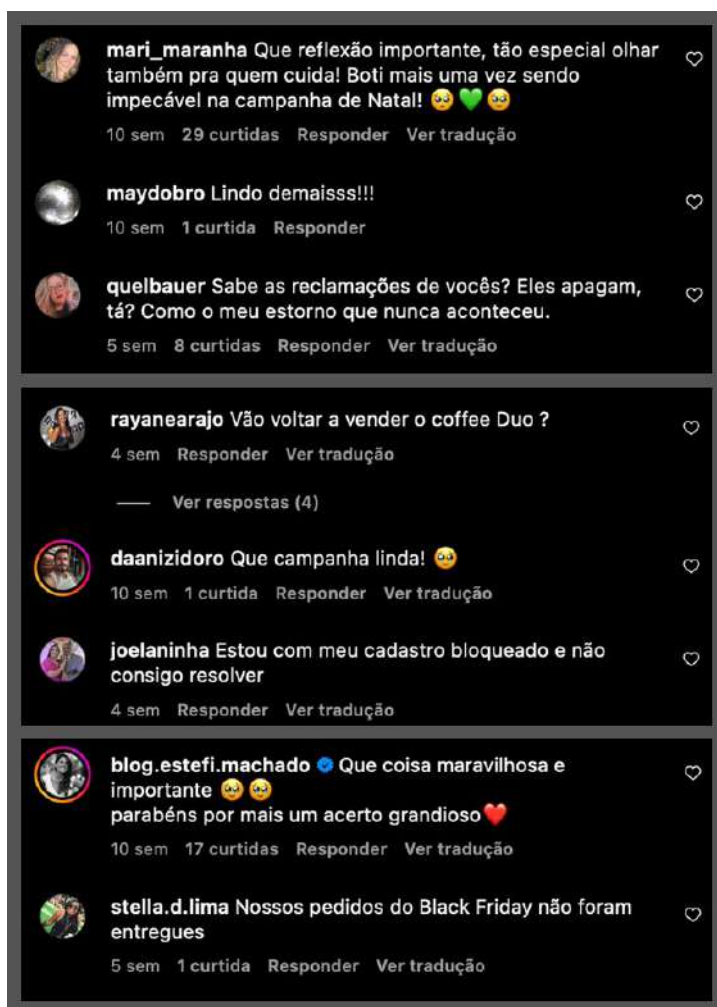 mari_maranha Que reflexão importante, tão especial olhar
também pra quem cuida! Boti mais uma vez sendo
impecável na campanha de Natal! 🥹💚🥹
10 sem 29 curtidas Responder Ver tradução
maydobro Lindo demaisss!!!
10 sem 1 curtida Responder
quelbauer Sabe as reclamações de vocês? Eles apagam,
tá? Como o meu estorno que nunca aconteceu.
5 sem 8 curtidas Responder Ver tradução
rayanearajo Vão voltar a vender o coffee Duo ?
4 sem Responder Ver tradução
Ver respostas (4)
daanizidoro Que campanha linda! 🥹
10 sem 1 curtida Responder Ver tradução
joelaninha Estou com meu cadastro bloqueado e não
consigo resolver
4 sem Responder Ver tradução
blog.estefi.machado Que coisa maravilhosa e
importante 🥹🥹
parabéns por mais um acerto grandioso❤️
10 sem 17 curtidas Responder Ver tradução
stella.d.lima Nossos pedidos do Black Friday não foram
entregues
5 sem 1 curtida Responder Ver tradução